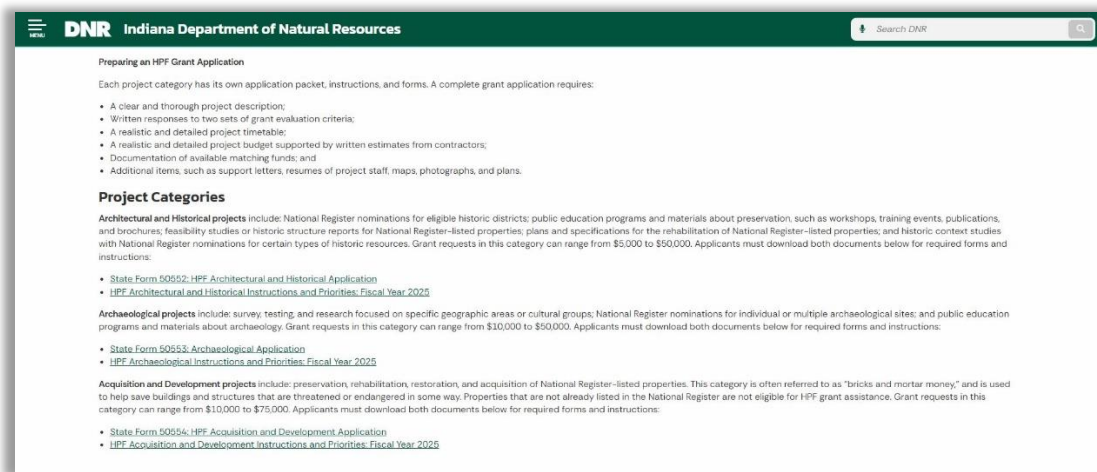 MENU
DNR Indiana Department of Natural Resources
Search DNR
Preparing an HPF Grant Application
Each project category has its own application packet, instructions, and forms. A complete grant application requires:
• A clear and thorough project description;
• Written responses to two sets of grant evaluation criteria;
• A realistic and detailed project timetable;
• A realistic and detailed project budget supported by written estimates from contractors;
• Documentation of available matching funds; and
• Additional items, such as support letters, resumes of project staff, maps, photographs, and plans.
Project Categories
Architectural and Historical projects include: National Register nominations for eligible historic districts; public education programs and materials about preservation, such as workshops, training events, publications,
and brochures; feasibility studies or historic structure reports for National Register-listed properties; plans and specifications for the rehabilitation of National Register-listed properties; and historic context studies
with National Register nominations for certain types of historic resources. Grant requests in this category can range from $5,000 to $50,000. Applicants must download both documents below for required forms and
instructions:
• State Form 50552: HPF Architectural and Historical Application
• HPF Architectural and Historical Instructions and Priorities: Fiscal Year 2025
Archaeological projects include: survey, testing, and research focused on specific geographic areas or cultural groups; National Register nominations for individual or multiple archaeological sites; and public education
programs and materials about archaeology. Grant requests in this category can range from $10,000 to $50,000. Applicants must download both documents below for required forms and instructions:
• State Form 50553: Archaeological Application
• HPF Archaeological Instructions and Priorities: Fiscal Year 2025
Acquisition and Development projects include: preservation, rehabilitation, restoration, and acquisition of National Register-listed properties. This category is often referred to as "bricks and mortar money," and is used
to help save buildings and structures that are threatened or endangered in some way. Properties that are not already listed in the National Register are not eligible for HPF grant assistance. Grant requests in this
category can range from $10,000 to $75,000. Applicants must download both documents below for required forms and instructions:
• State Form 50554: HPF Acquisition and Development Application
• HPF Acquisition and Development Instructions and Priorities: Fiscal Year 2025